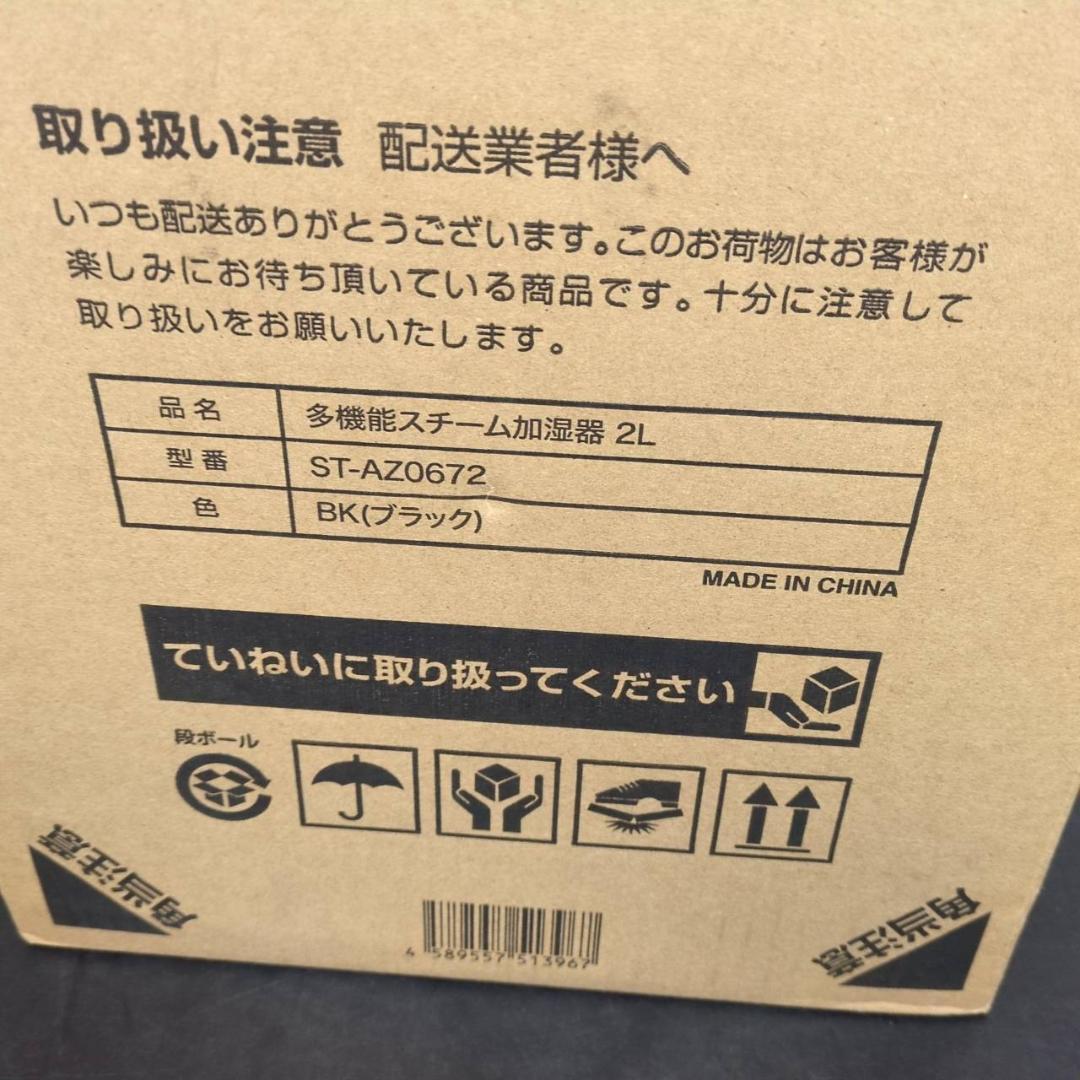 取り扱い注意 配送業者様へ
いつも配送ありがとうございます。このお荷物はお客様が
楽しみにお待ち頂いている商品です。十分に注意して
取り扱いをお願いいたします。
品名 多機能スチーム加湿器 2L
型番 ST-AZ0672
色 BK(ブラック)
MADE IN CHINA
ていねいに取り扱ってください
段ボール
角当注意
角当注意
4 589557 513967